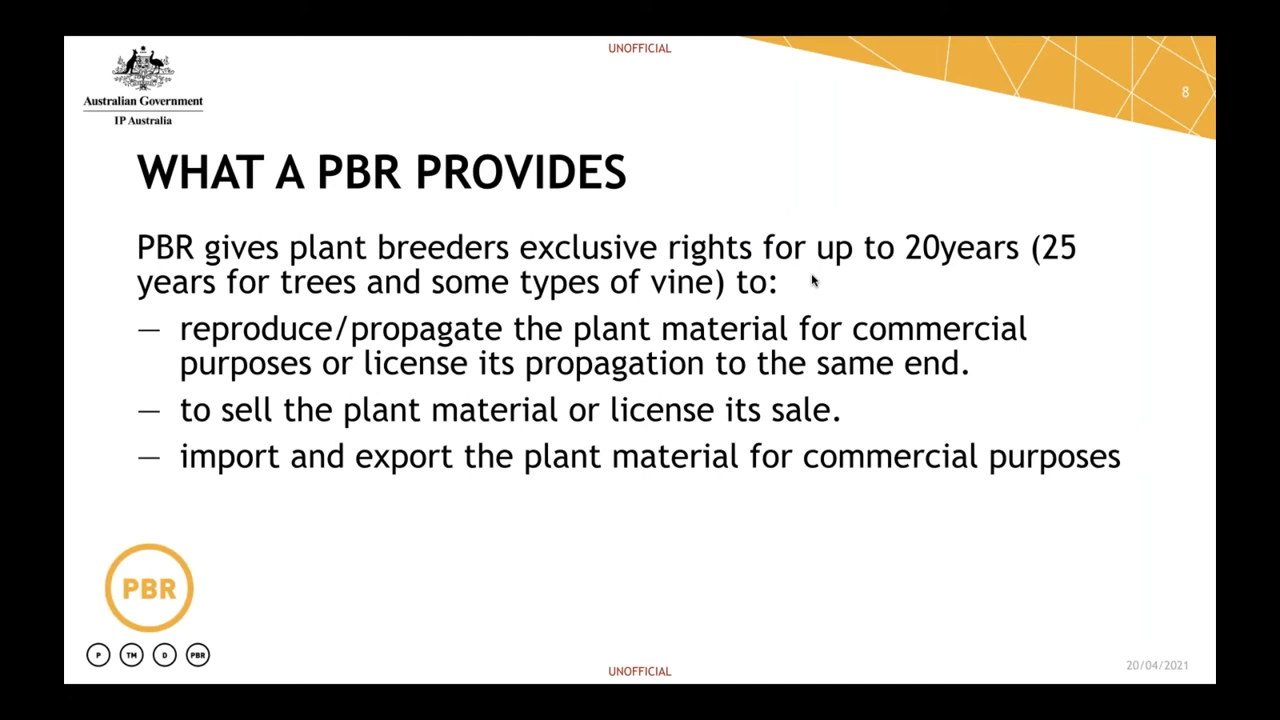 UNOFFICIAL
8
Australian Government
IP Australia
WHAT A PBR PROVIDES
PBR gives plant breeders exclusive rights for up to 20years (25
years for trees and some types of vine) to:
— reproduce/propagate the plant material for commercial
purposes or license its propagation to the same end.
— to sell the plant material or license its sale.
— import and export the plant material for commercial purposes
PBR
P TM D PBR
20/04/2021
UNOFFICIAL